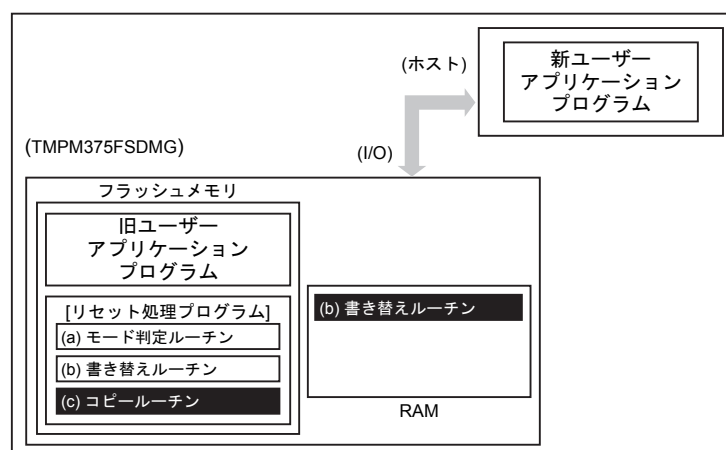 (ホスト)
新ユーザー
アプリケーション
プログラム
(TMPM375FSDMG)
(I/O)
フラッシュメモリ
旧ユーザー
アプリケーション
プログラム
[リセット処理プログラム]
(a) モード判定ルーチン
(b) 書き替えルーチン
(c) コピールーチン
(b) 書き替えルーチン
RAM